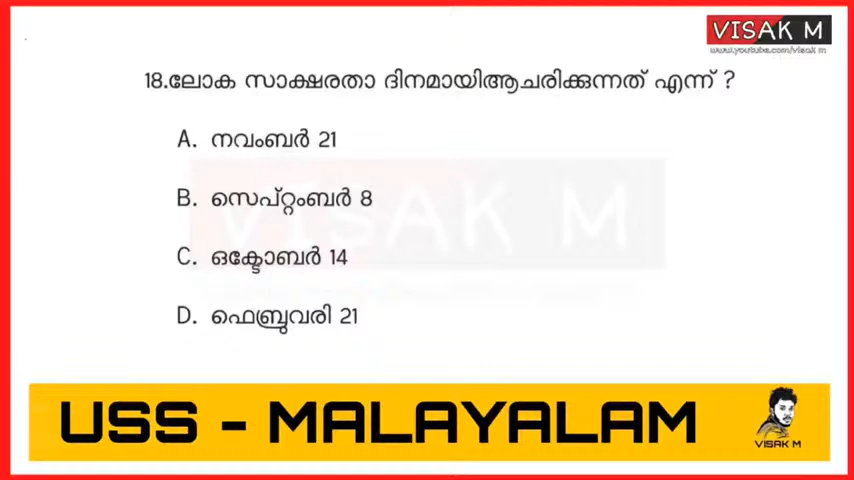 VISAK M
www.youtube.com/visak m
18.ലോക സാക്ഷരതാ ദിനമായിആചരിക്കുന്നത് എന്ന് ?
A. നവംബർ 21
B. സെപ്റ്റംബർ 8
C. ഒക്ടോബർ 14
D. ഫെബ്രുവരി 21
VISAK M
USS - MALAYALAM
VISAK M